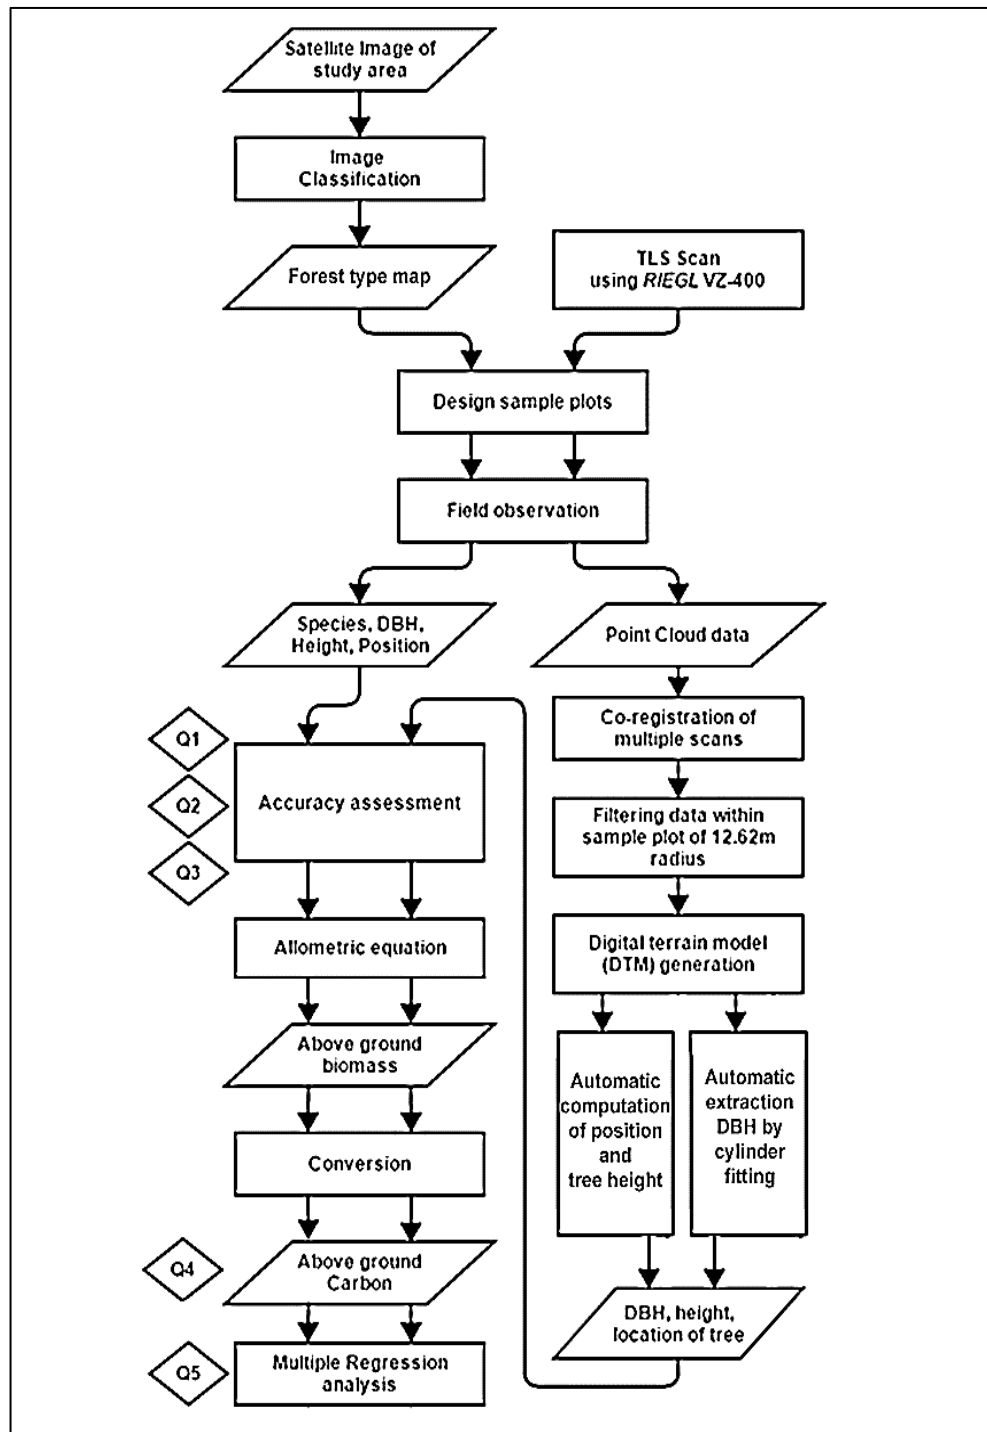 Satellite Image of
study area
Image
Classification
Forest type map
TLS Scan
using RIEGL VZ-400
Design sample plots
Field observation
Species, DBH,
Height, Position
Point Cloud data
Co-registration of
multiple scans
Filtering data within
sample plot of 12.62m
radius
Digital terrain model
(DTM) generation
Automatic
computation
of position
and
tree height
Automatic
extraction
DBH by
cylinder
fitting
DBH, height,
location of tree
Q1
Q2
Q3
Accuracy assessment
Allometric equation
Above ground
biomass
Conversion
Q4
Above ground
Carbon
Q5
Multiple Regression
analysis